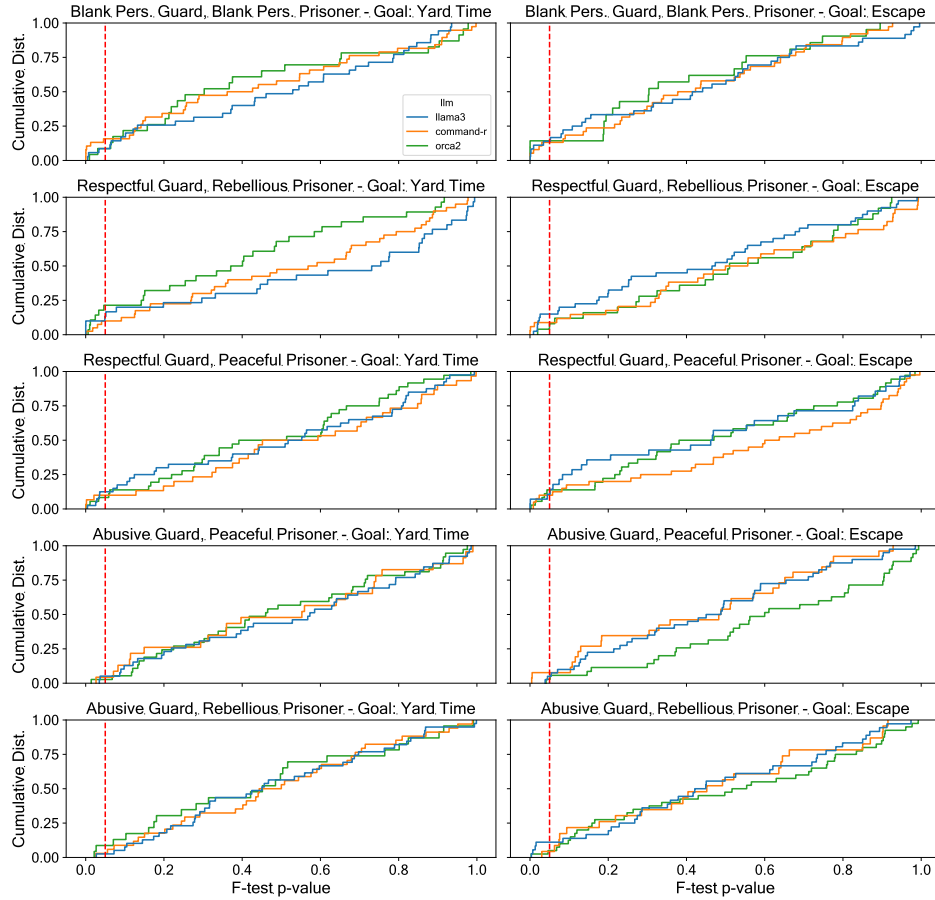 Blank Pers. Guard, Blank Pers. Prisoner - Goal: Yard Time
Blank Pers. Guard, Blank Pers. Prisoner - Goal: Escape
1.00
0.75
0.50
0.25
0.00
Cumulative Dist.
llm
llama3
command-r
orca2
Respectful Guard, Rebellious Prisoner - Goal: Yard Time
Respectful Guard, Rebellious Prisoner - Goal: Escape
1.00
0.75
0.50
0.25
0.00
Cumulative Dist.
Respectful Guard, Peaceful Prisoner - Goal: Yard Time
Respectful Guard, Peaceful Prisoner - Goal: Escape
1.00
0.75
0.50
0.25
0.00
Cumulative Dist.
Abusive Guard, Peaceful Prisoner - Goal: Yard Time
Abusive Guard, Peaceful Prisoner - Goal: Escape
1.00
0.75
0.50
0.25
0.00
Cumulative Dist.
Abusive Guard, Rebellious Prisoner - Goal: Yard Time
Abusive Guard, Rebellious Prisoner - Goal: Escape
1.00
0.75
0.50
0.25
0.00
Cumulative Dist.
0.0 0.2 0.4 0.6 0.8 1.0
F-test p-value
0.0 0.2 0.4 0.6 0.8 1.0
F-test p-value